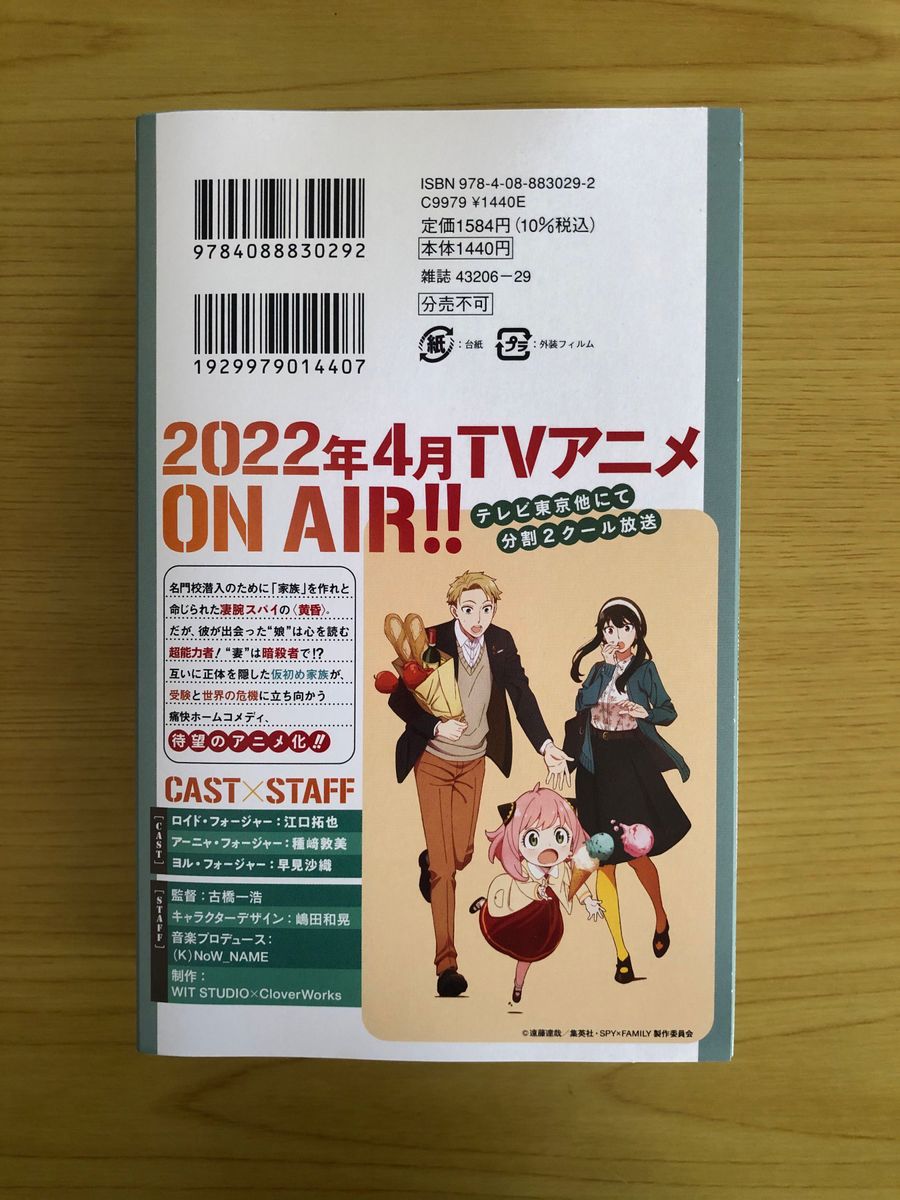 9784088830292
1929979014407
ISBN 978-4-08-883029-2
C9979 ¥1440E
定価1584円(10%税込)
本体1440円
雑誌 43206-29
分売不可
紙:台紙 プラ:外装フィルム
2022年4月TVアニメ
ON AIR!!
テレビ東京他にて
分割2クール放送
名門校潜入のために「家族」を作れと
命じられた凄腕スパイの〈黄昏〉。
だが、彼が出会った“娘”は心を読む
超能力者!“妻”は暗殺者で!?
互いに正体を隠した仮初め家族が、
受験と世界の危機に立ち向かう
痛快ホームコメディ、
待望のアニメ化!!
CAST×STAFF
[CAST]
ロイド・フォージャー:江口拓也
アーニャ・フォージャー:種﨑敦美
ヨル・フォージャー:早見沙織
[STAFF]
監督:古橋一浩
キャラクターデザイン:嶋田和晃
音楽プロデュース:
(K)NoW_NAME
制作:
WIT STUDIO×CloverWorks
©遠藤達哉/集英社・SPY×FAMILY 製作委員会